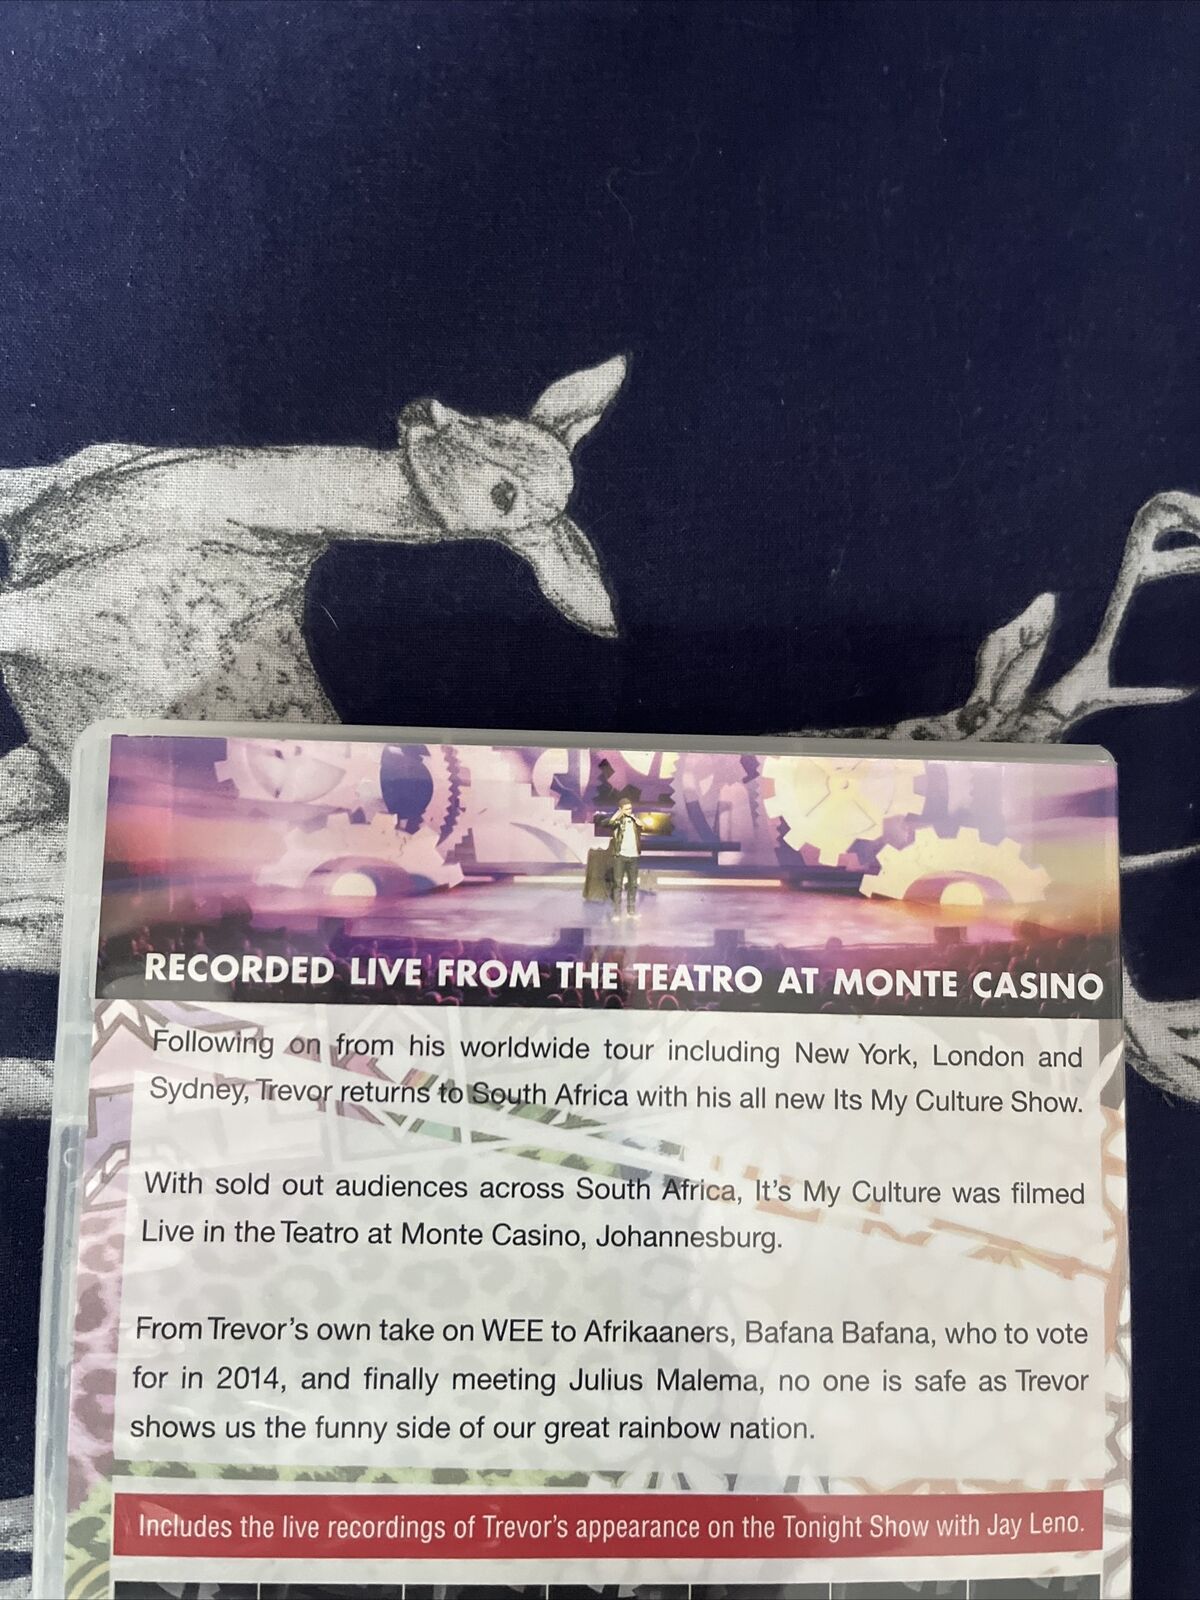 RECORDED LIVE FROM THE TEATRO AT MONTE CASINO
Following on from his worldwide tour including New York, London and
Sydney, Trevor returns to South Africa with his all new Its My Culture Show.
With sold out audiences across South Africa, It's My Culture was filmed
Live in the Teatro at Monte Casino, Johannesburg.
From Trevor's own take on WEE to Afrikaaners, Bafana Bafana, who to vote
for in 2014, and finally meeting Julius Malema, no one is safe as Trevor
shows us the funny side of our great rainbow nation.
Includes the live recordings of Trevor's appearance on the Tonight Show with Jay Leno.